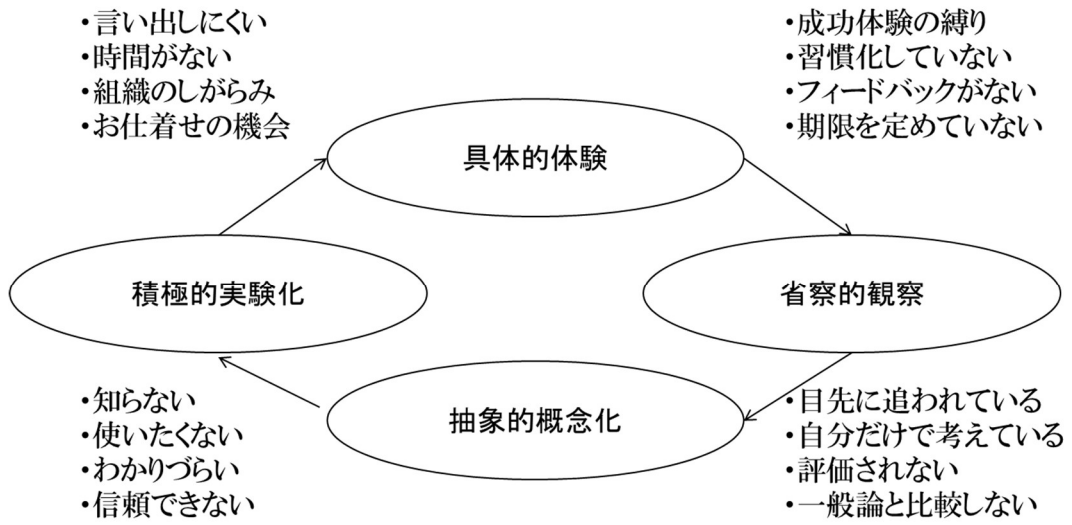 ・言い出しにくい
・時間がない
・組織のしがらみ
・お仕着せの機会
・成功体験の縛り
・習慣化していない
・フィードバックがない
・期限を定めていない
具体的体験
積極的実験化
省察的観察
抽象的概念化
・知らない
・使いたくない
・わかりづらい
・信頼できない
・目先に追われている
・自分だけで考えている
・評価されない
・一般論と比較しない